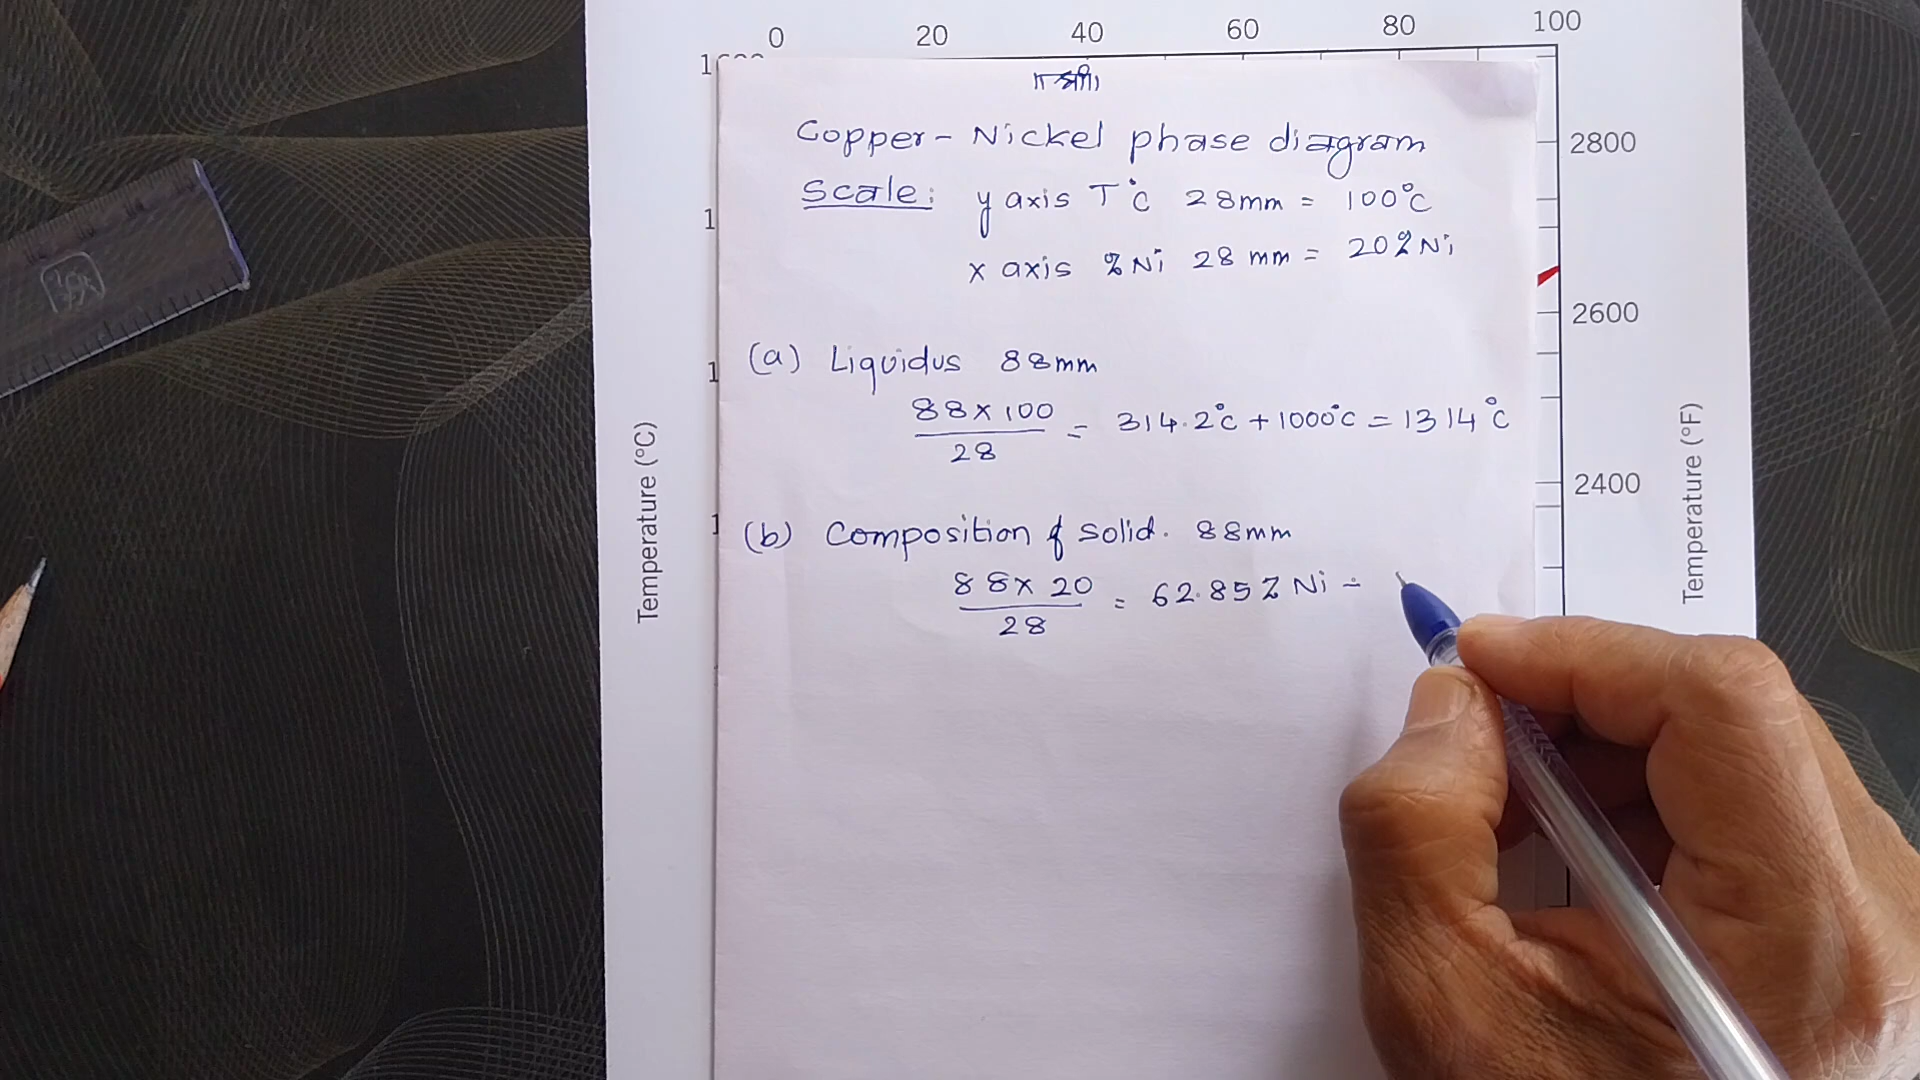 0 20 40 60 80 100
॥श्री॥
Copper - Nickel phase diagram
2800
Scale: y axis T°C 28mm = 100°C
x axis % Ni 28 mm = 20% Ni
2600
(a) Liquidus 88mm
88 x 100 / 28 = 314.2°C + 1000°C = 1314°C
2400
(b) Composition of solid. 88mm
88 x 20 / 28 = 62.85% Ni -
Temperature (°C)
Temperature (°F)